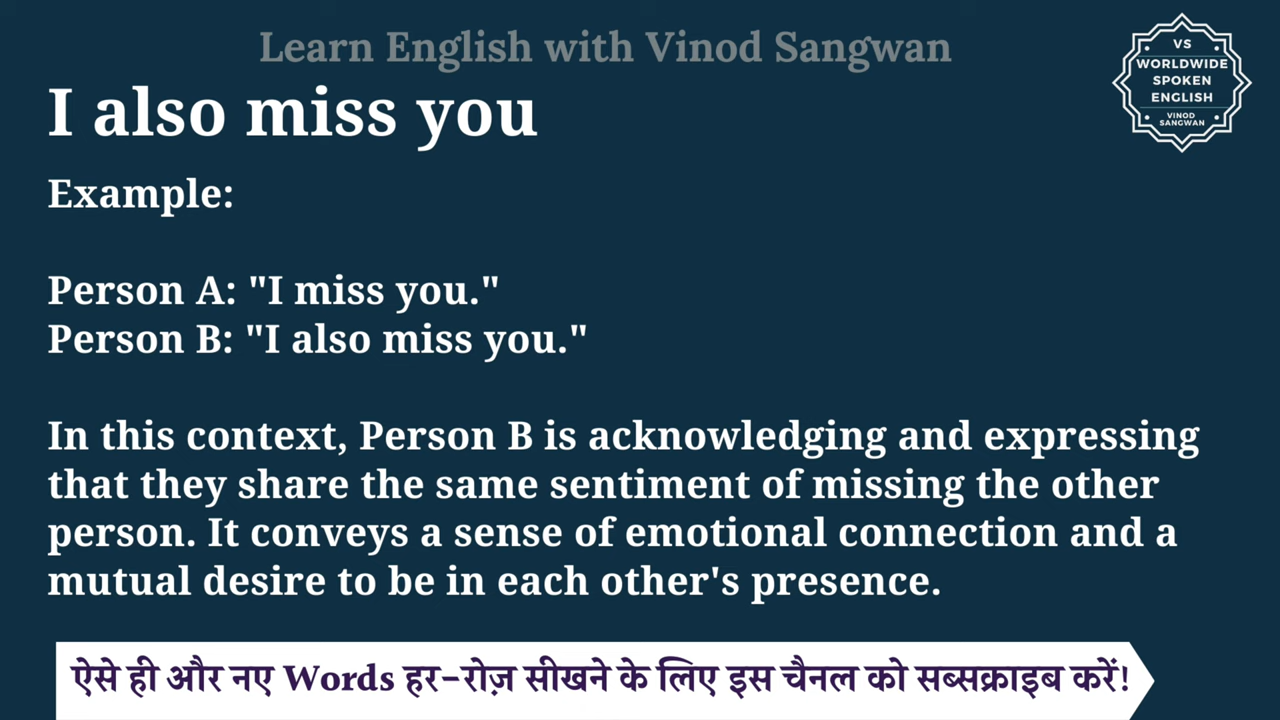 Learn English with Vinod Sangwan
I also miss you
VS
WORLDWIDE
SPOKEN
ENGLISH
VINOD
SANGWAN
Example:
Person A: "I miss you."
Person B: "I also miss you."
In this context, Person B is acknowledging and expressing
that they share the same sentiment of missing the other
person. It conveys a sense of emotional connection and a
mutual desire to be in each other's presence.
ऐसे ही और नए Words हर-रोज़ सीखने के लिए इस चैनल को सब्सक्राइब करें!